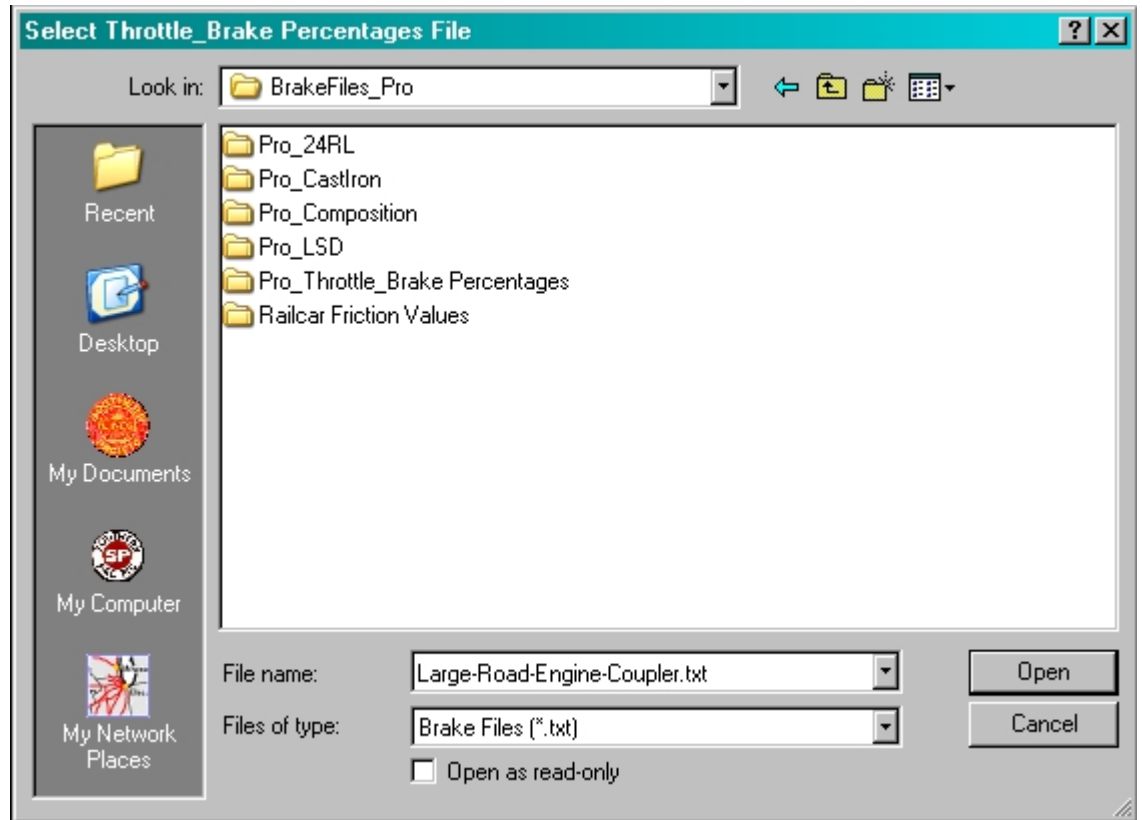 Select Throttle_Brake Percentages File
Look in:
BrakeFiles_Pro
Pro_24RL
Pro_CastIron
Pro_Composition
Pro_LSD
Pro_Throttle_Brake Percentages
Railcar Friction Values
Recent
Desktop
My Documents
SP
My Computer
My Network
Places
File name:
Large-Road-Engine-Coupler.txt
Open
Files of type:
Brake Files (*.txt)
Cancel
Open as read-only